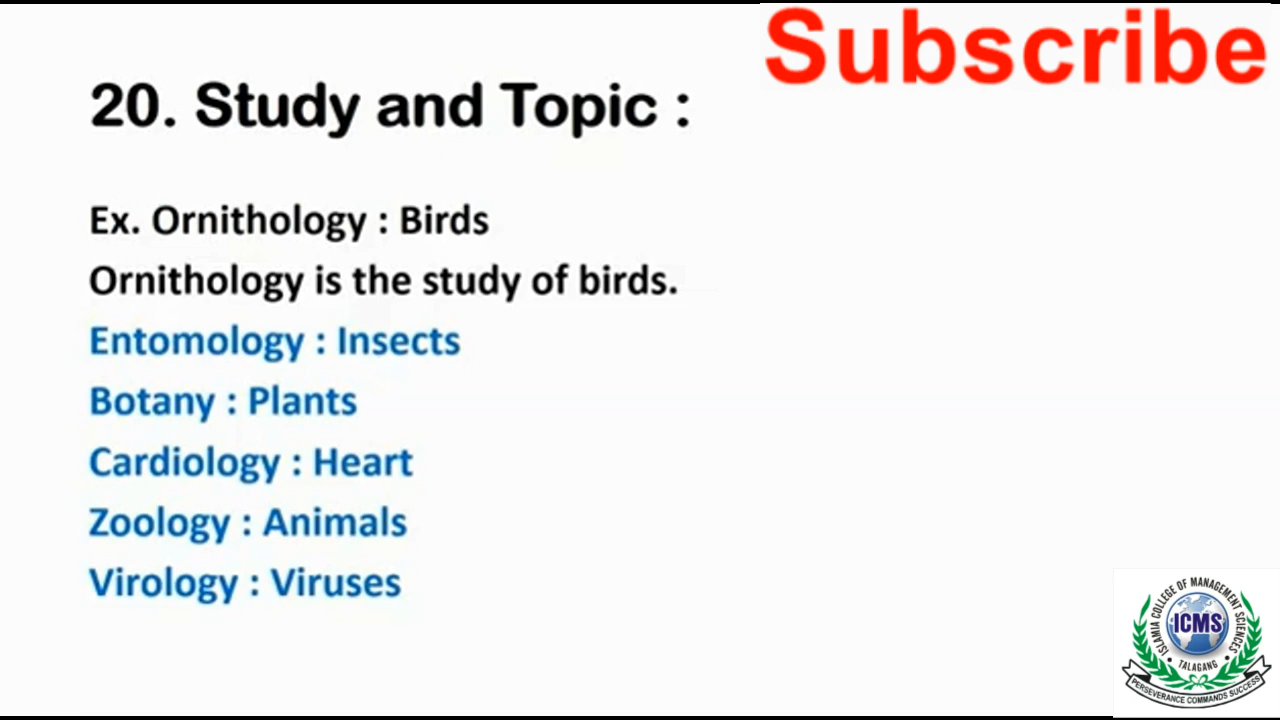 Subscribe
20. Study and Topic :
Ex. Ornithology : Birds
Ornithology is the study of birds.
Entomology : Insects
Botany : Plants
Cardiology : Heart
Zoology : Animals
Virology : Viruses
ISLAMIA COLLEGE OF MANAGEMENT SCIENCES
ICMS
• TALAGANG •
PERSEVERANCE COMMANDS SUCCESS